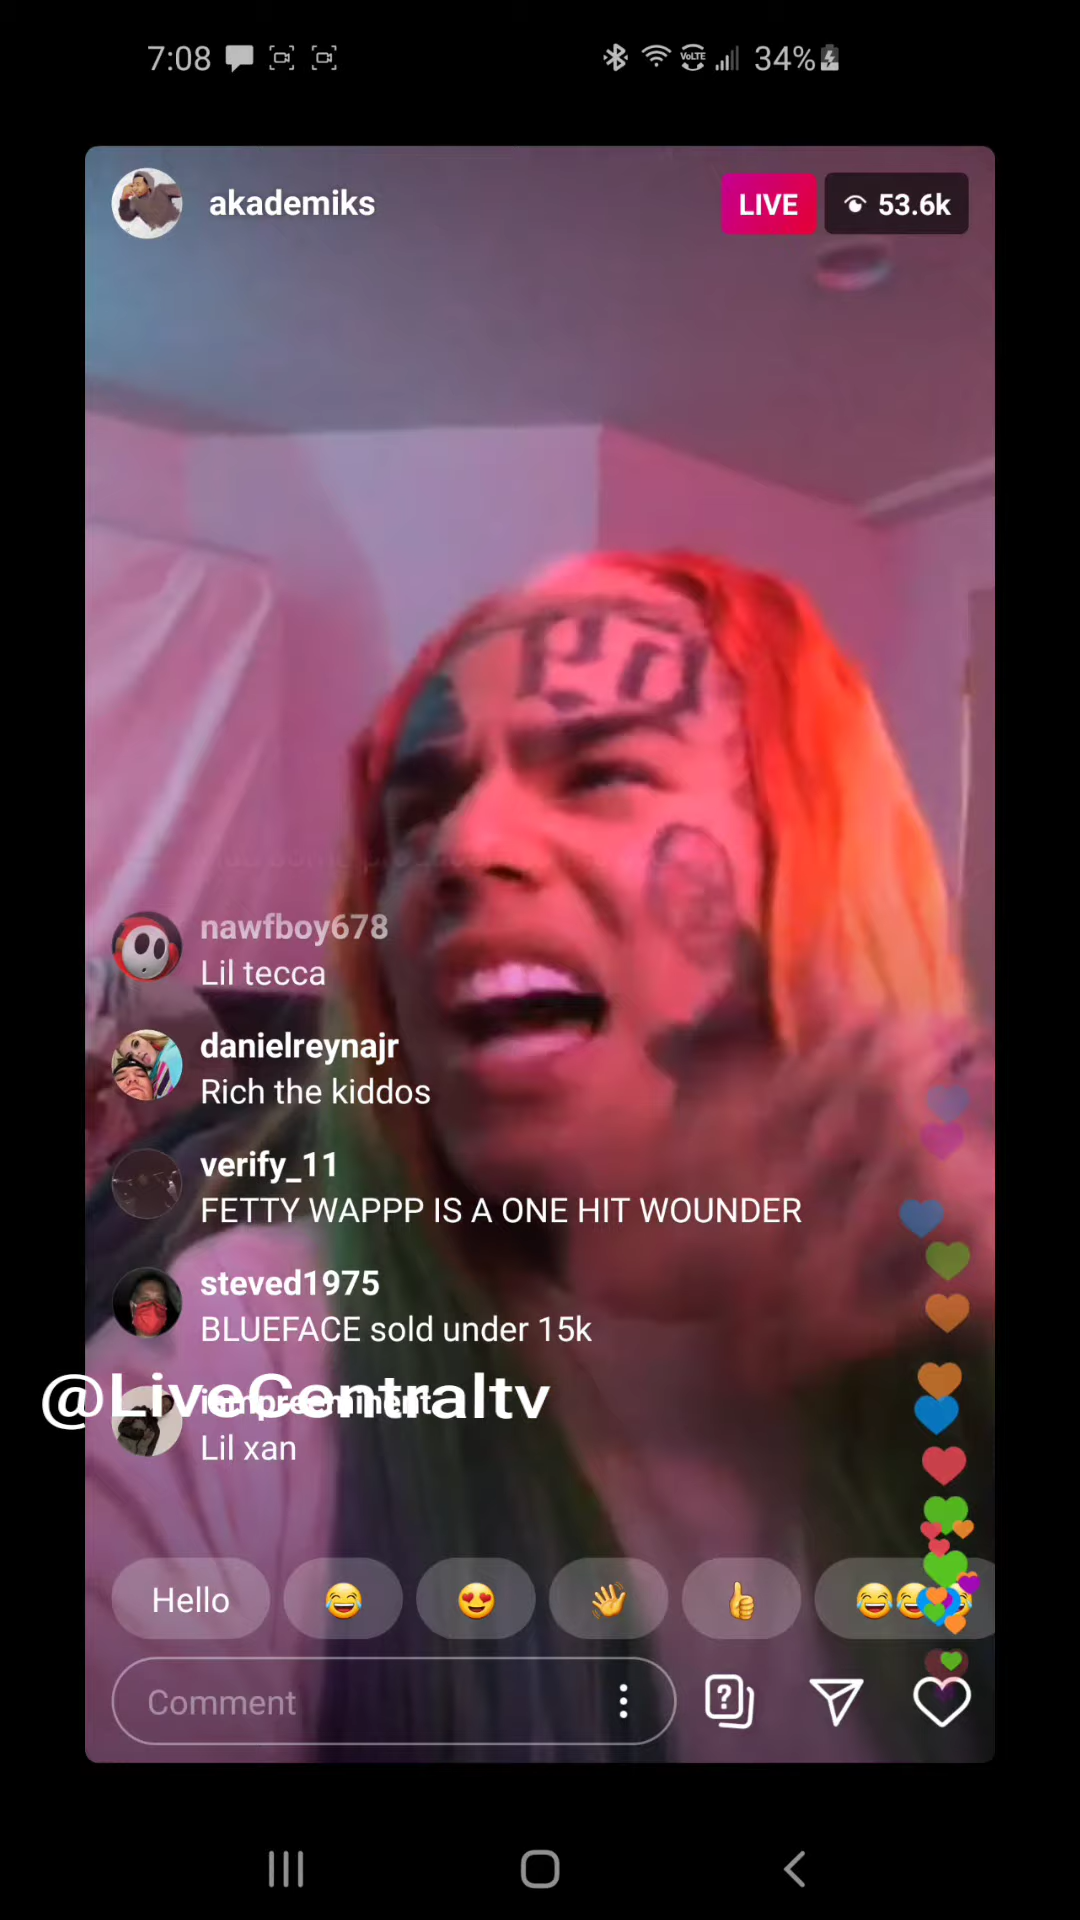 7:08
VoLTE
34%
akademiks
LIVE
53.6k
nawfboy678
Lil tecca
danielreynajr
Rich the kiddos
verify_11
FETTY WAPPP IS A ONE HIT WOUNDER
steved1975
BLUEFACE sold under 15k
@LiveCentraltv
Lil xan
Hello
Comment